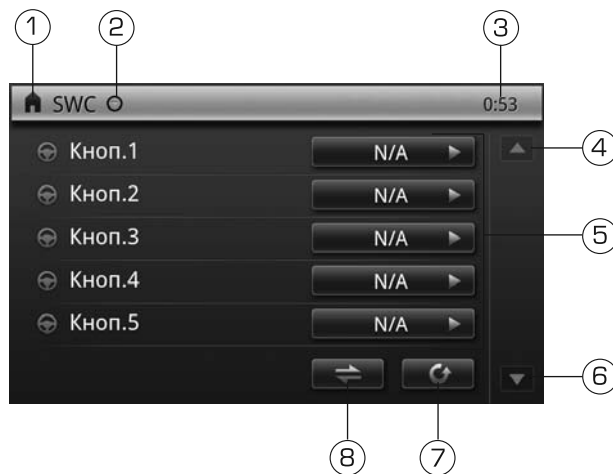 1 2 3
SWC 0:53
Кноп.1 N/A 4
Кноп.2 N/A
Кноп.3 N/A 5
Кноп.4 N/A
Кноп.5 N/A
6
8 7